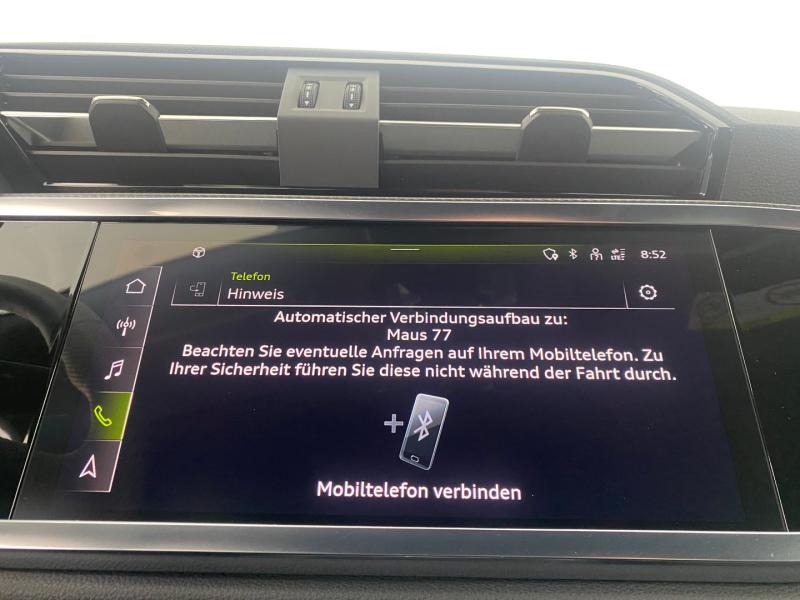 8:52
Telefon
Hinweis
Automatischer Verbindungsaufbau zu:
Maus 77
Beachten Sie eventuelle Anfragen auf Ihrem Mobiltelefon. Zu
Ihrer Sicherheit führen Sie diese nicht während der Fahrt durch.
Mobiltelefon verbinden